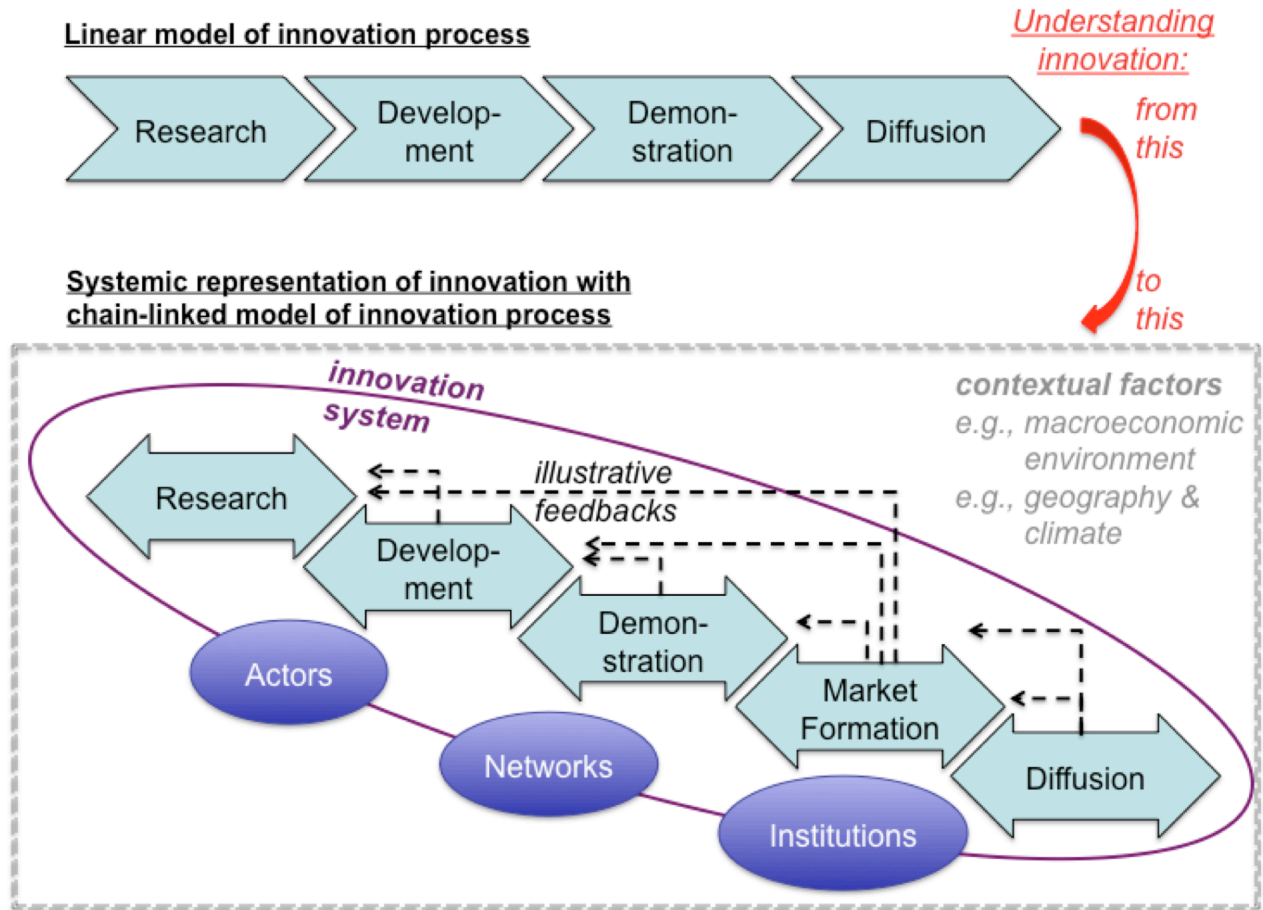 Linear model of innovation process
Understanding
innovation:
from
this
Research
Develop-
ment
Demon-
stration
Diffusion
to
this
Systemic representation of innovation with
chain-linked model of innovation process
innovation
system
contextual factors
e.g., macroeconomic
environment
e.g., geography &
climate
illustrative
feedbacks
Research
Develop-
ment
Demon-
stration
Market
Formation
Diffusion
Actors
Networks
Institutions